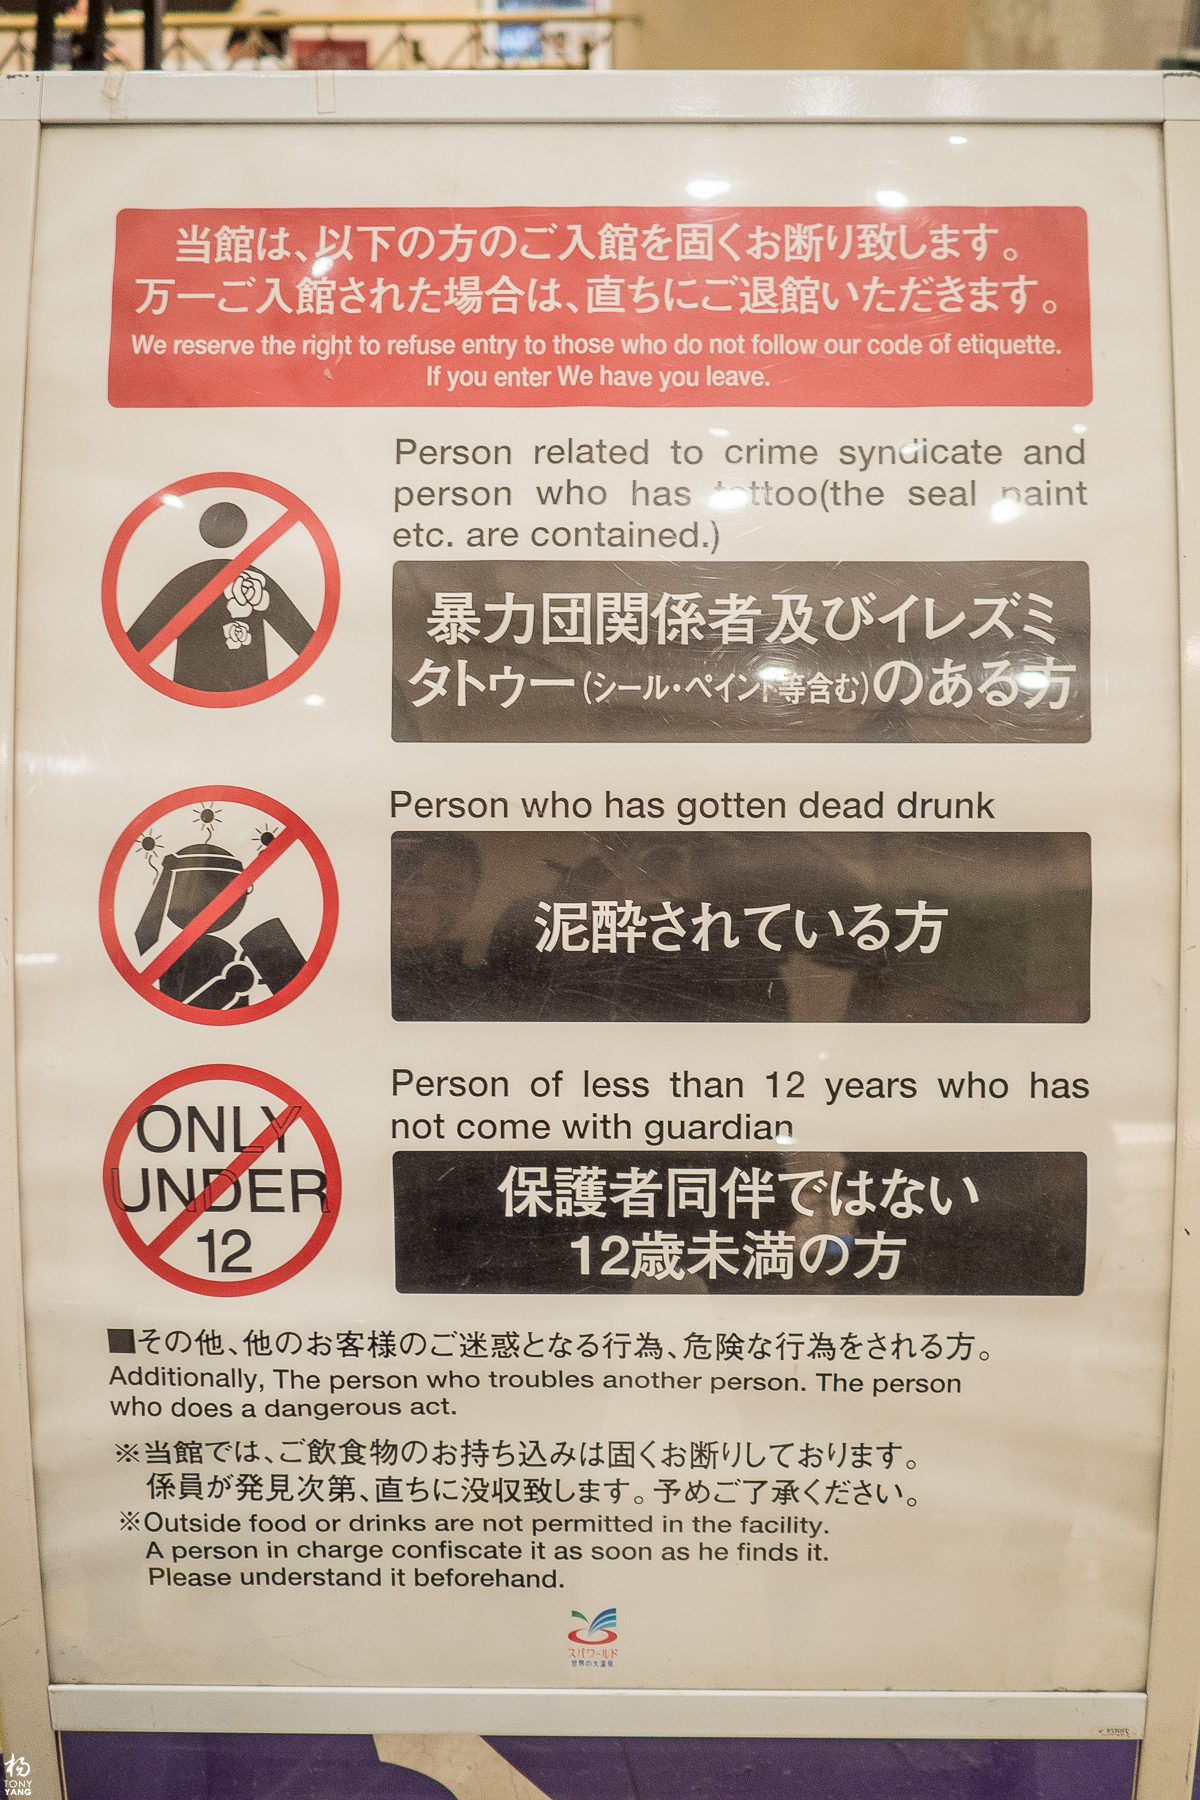 当館は、以下の方のご入館を固くお断り致します。
万一ご入館された場合は、直ちにご退館いただきます。
We reserve the right to refuse entry to those who do not follow our code of etiquette.
If you enter We have you leave.
Person related to crime syndicate and
person who has tattoo(the seal paint
etc. are contained.)
暴力団関係者及びイレズミ
タトゥー(シール・ペイント等含む)のある方
Person who has gotten dead drunk
泥酔されている方
ONLY
UNDER
12
Person of less than 12 years who has
not come with guardian
保護者同伴ではない
12歳未満の方
■その他、他のお客様のご迷惑となる行為、危険な行為をされる方。
Additionally, The person who troubles another person. The person
who does a dangerous act.
※当館では、ご飲食物のお持ち込みは固くお断りしております。
係員が発見次第、直ちに没収致します。予めご了承ください。
※Outside food or drinks are not permitted in the facility.
A person in charge confiscate it as soon as he finds it.
Please understand it beforehand.
スパワールド
世界の大温泉
杨
TONY
YANG